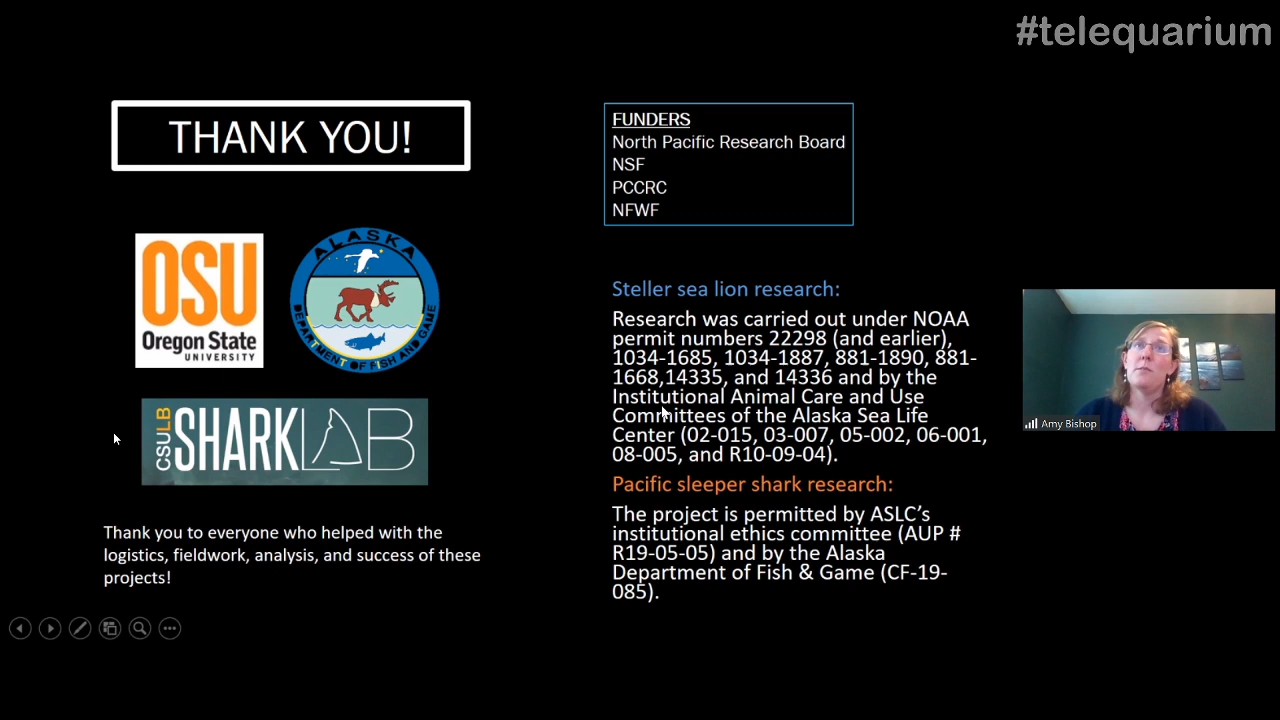 #telequarium
THANK YOU!
OSU
Oregon State
UNIVERSITY
ALASKA
DEPARTMENT OF FISH AND GAME
CSULB
SHARKLAB
Thank you to everyone who helped with the
logistics, fieldwork, analysis, and success of these
projects!
FUNDERS
North Pacific Research Board
NSF
PCCRC
NFWF
Steller sea lion research:
Research was carried out under NOAA
permit numbers 22298 (and earlier),
1034-1685, 1034-1887, 881-1890, 881-
1668,14335, and 14336 and by the
Institutional Animal Care and Use
Committees of the Alaska Sea Life
Center (02-015, 03-007, 05-002, 06-001,
08-005, and R10-09-04).
Pacific sleeper shark research:
The project is permitted by ASLC’s
institutional ethics committee (AUP #
R19-05-05) and by the Alaska
Department of Fish & Game (CF-19-
085).
Amy Bishop